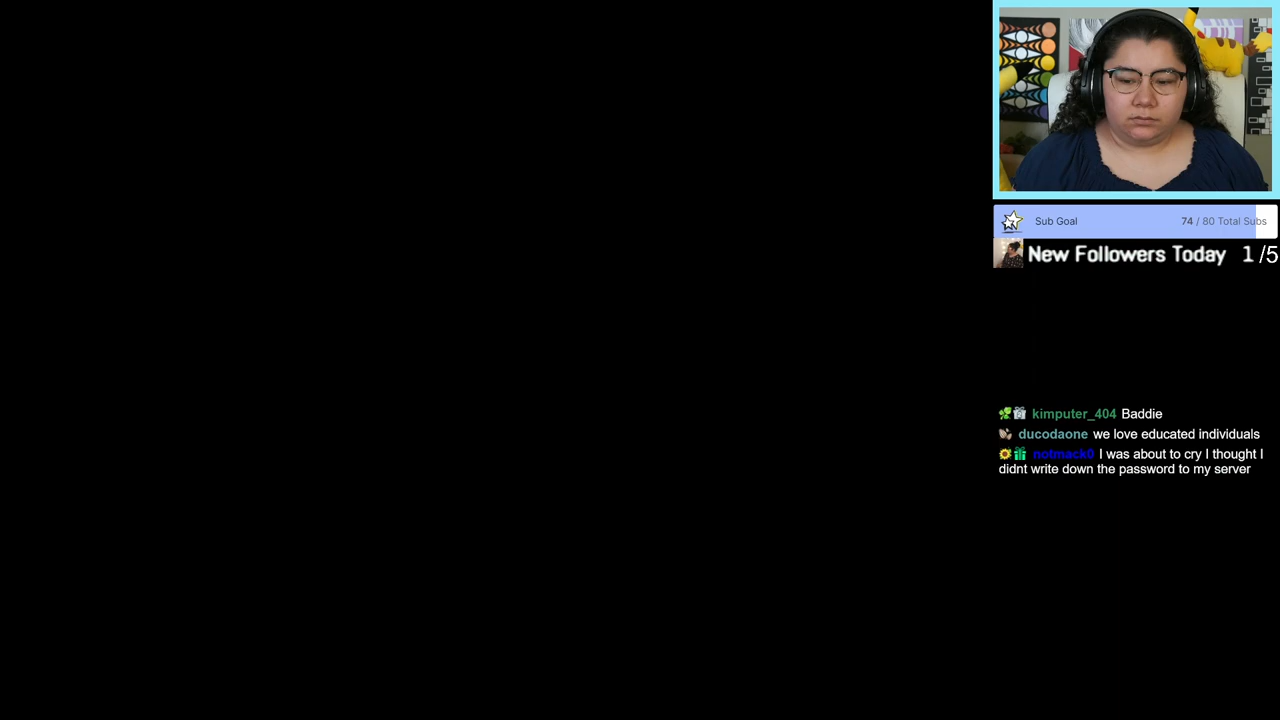 Sub Goal 74 / 80 Total Subs
New Followers Today 1 /5
kimputer_404 Baddie
ducodaone we love educated individuals
notmack0 I was about to cry I thought I
didnt write down the password to my server